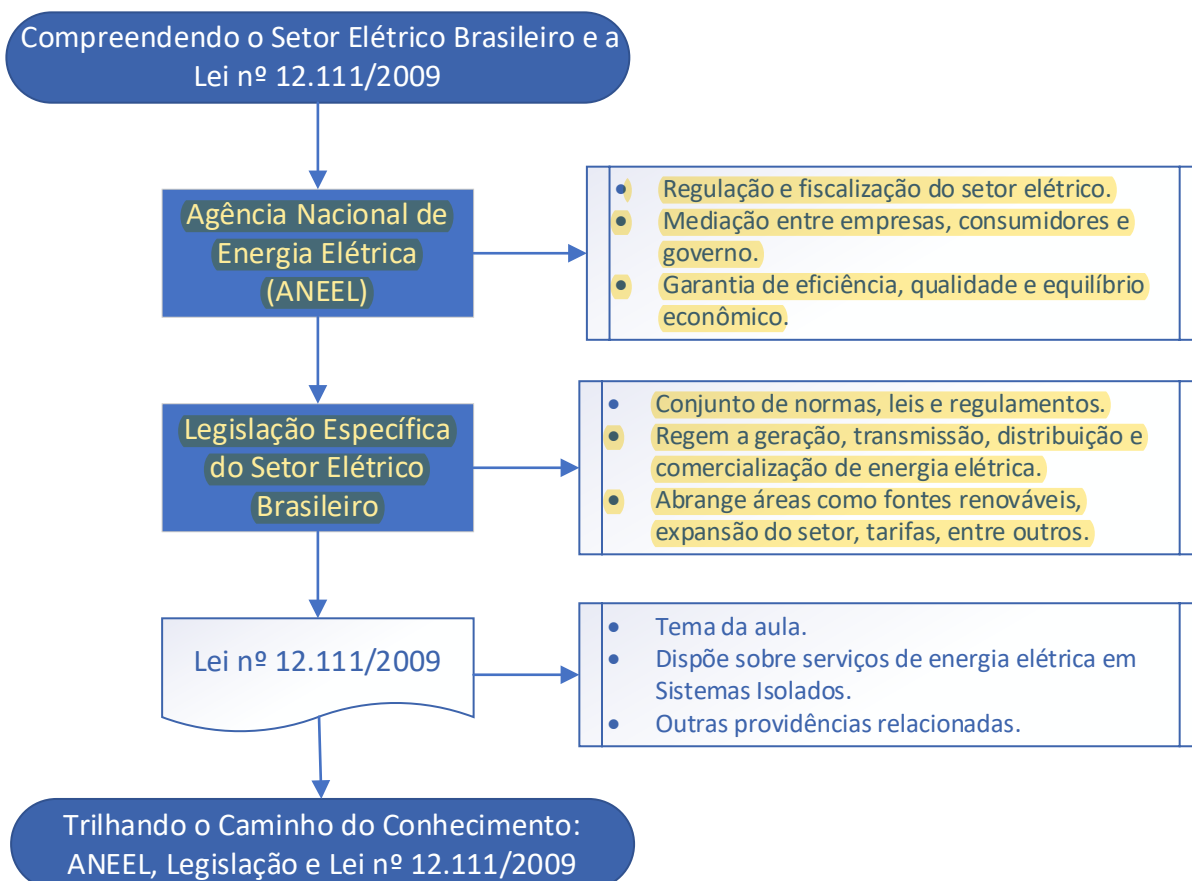 Compreendendo o Setor Elétrico Brasileiro e a
Lei nº 12.111/2009
Agência Nacional de
Energia Elétrica
(ANEEL)
• Regulação e fiscalização do setor elétrico.
• Mediação entre empresas, consumidores e
governo.
• Garantia de eficiência, qualidade e equilíbrio
econômico.
Legislação Específica
do Setor Elétrico
Brasileiro
• Conjunto de normas, leis e regulamentos.
• Regem a geração, transmissão, distribuição e
comercialização de energia elétrica.
• Abrange áreas como fontes renováveis,
expansão do setor, tarifas, entre outros.
Lei nº 12.111/2009
• Tema da aula.
• Dispõe sobre serviços de energia elétrica em
Sistemas Isolados.
• Outras providências relacionadas.
Trilhando o Caminho do Conhecimento:
ANEEL, Legislação e Lei nº 12.111/2009